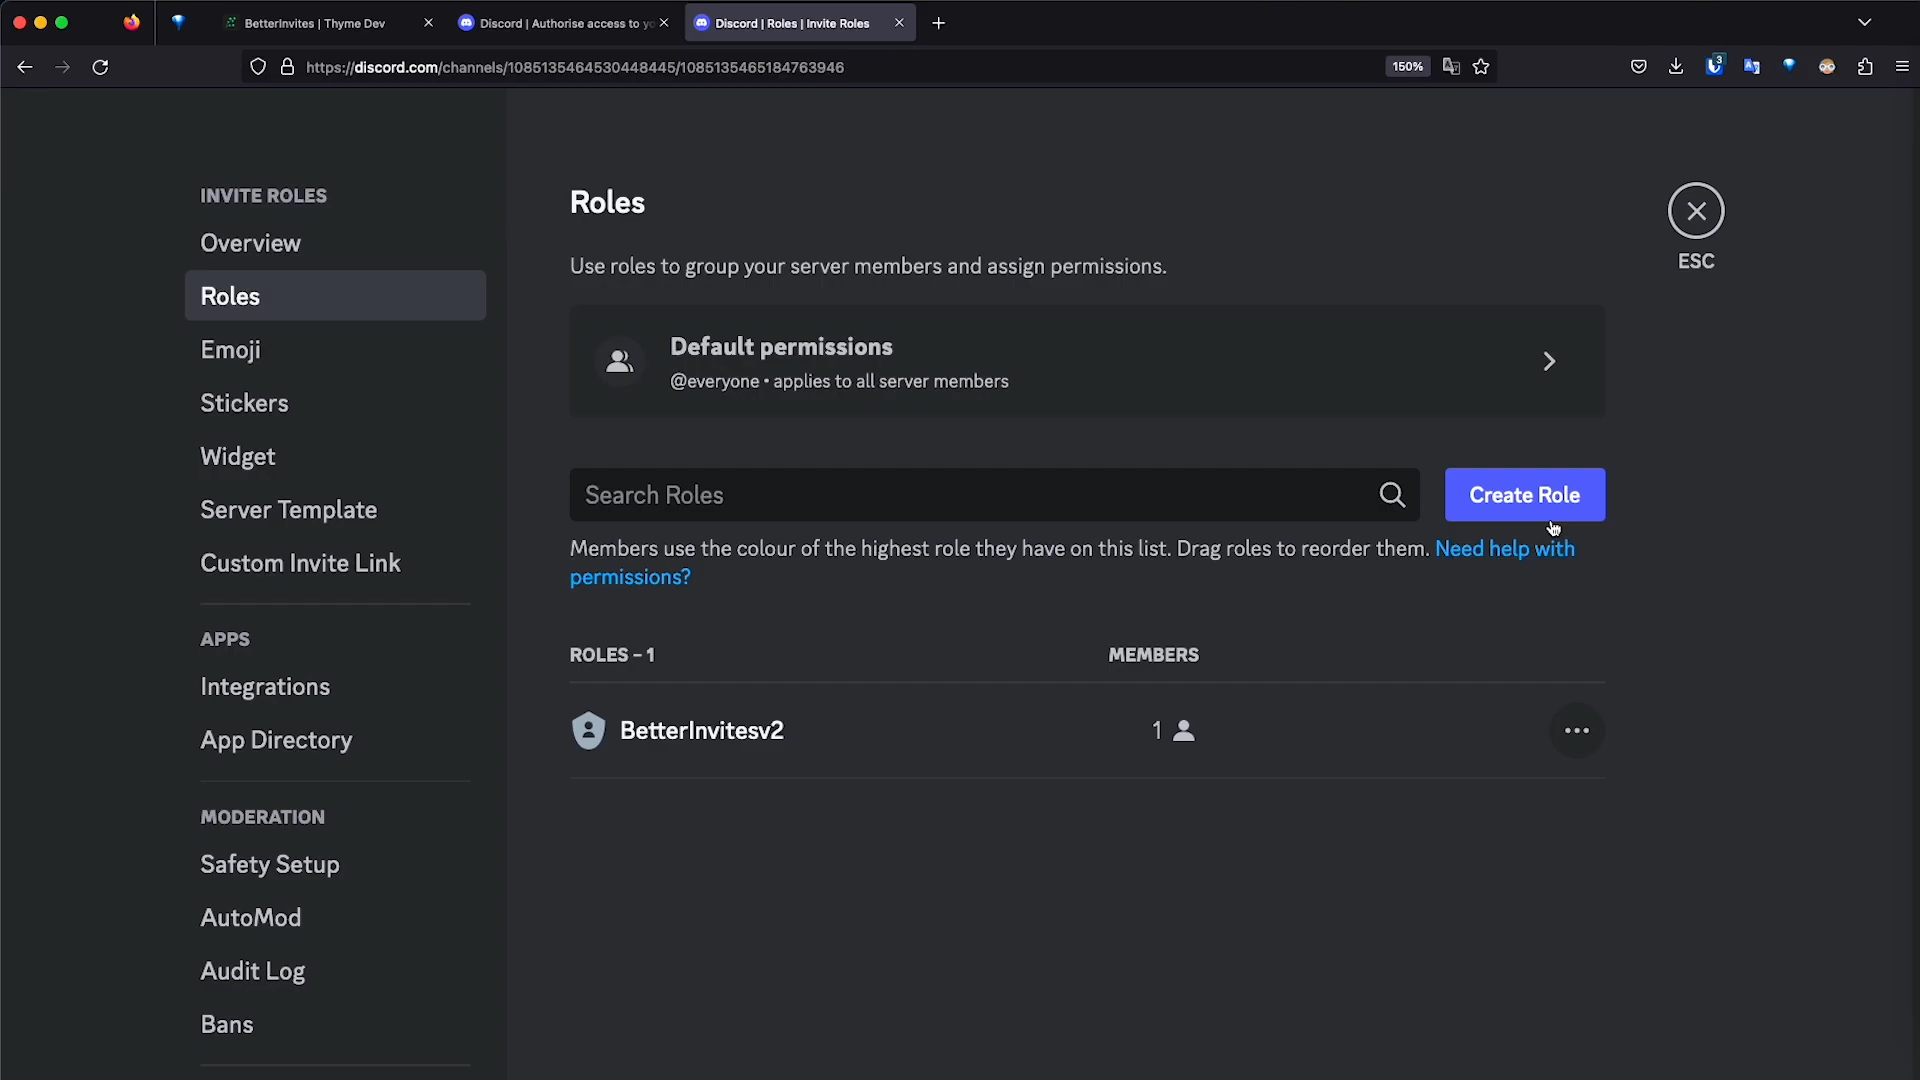 BetterInvites | Thyme Dev
Discord | Authorise access to yo
Discord | Roles | Invite Roles
https://discord.com/channels/1085135464530448445/1085135465184763946
150%
3
INVITE ROLES
Overview
Roles
Emoji
Stickers
Widget
Server Template
Custom Invite Link
APPS
Integrations
App Directory
MODERATION
Safety Setup
AutoMod
Audit Log
Bans
Roles
ESC
Use roles to group your server members and assign permissions.
Default permissions
@everyone • applies to all server members
Search Roles
Create Role
Members use the colour of the highest role they have on this list. Drag roles to reorder them. Need help with
permissions?
ROLES – 1
MEMBERS
BetterInvitesv2
1